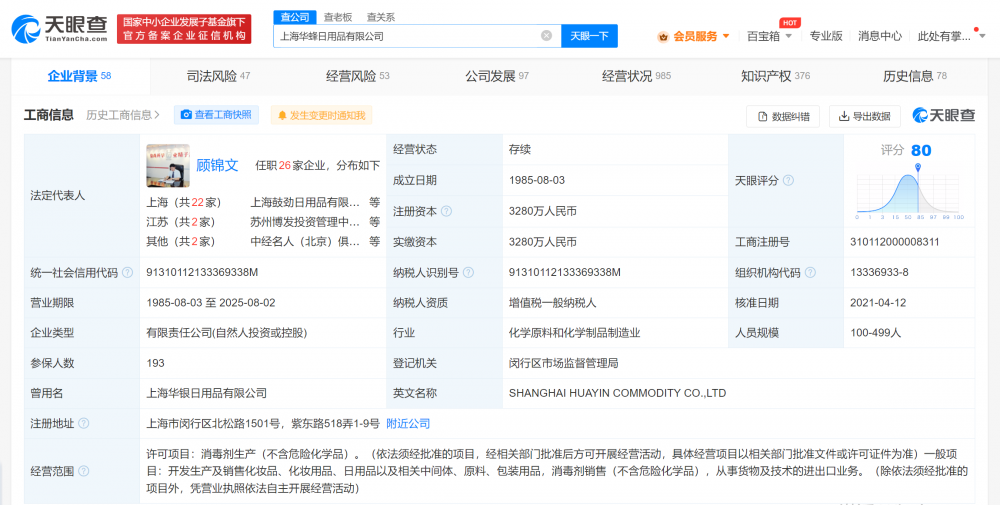 天眼查
TianYanCha.com
国家中小企业发展子基金旗下
官方备案企业征信机构
查公司 查老板 查关系
上海华蜂日用品有限公司
天眼一下
会员服务
百宝箱
HOT
专业版
消息中心
此处有掌...
企业背景 58
司法风险 47
经营风险 53
公司发展 97
经营状况 985
知识产权 376
历史信息 78
工商信息 历史工商信息 查看工商快照 发生变更时通知我
数据纠错 导出数据 天眼查
法定代表人
顾锦文 任职26家企业，分布如下
上海（共22家） 上海鼓劲日用品有限... 等
江苏（共2家） 苏州博发投资管理中... 等
其他（共2家） 中经名人（北京）俱... 等
经营状态 存续
成立日期 1985-08-03
注册资本 3280万人民币
实缴资本 3280万人民币
天眼评分
评分 80
0 1 3 15 50 85 97 99 100
工商注册号 310112000008311
统一社会信用代码 91310112133369338M 纳税人识别号 91310112133369338M 组织机构代码 13336933-8
营业期限 1985-08-03 至 2025-08-02 纳税人资质 增值税一般纳税人 核准日期 2021-04-12
企业类型 有限责任公司(自然人投资或控股) 行业 化学原料和化学制品制造业 人员规模 100-499人
参保人数 193 登记机关 闵行区市场监督管理局
曾用名 上海华银日用品有限公司 英文名称 SHANGHAI HUAYIN COMMODITY CO.,LTD
注册地址 上海市闵行区北松路1501号，紫东路518弄1-9号 附近公司
经营范围
许可项目：消毒剂生产（不含危险化学品）。（依法须经批准的项目，经相关部门批准后方可开展经营活动，具体经营项目以相关部门批准文件或许可证件为准）一般项
目：开发生产及销售化妆品、化妆用品、日用品以及相关中间体、原料、包装用品，消毒剂销售（不含危险化学品），从事货物及技术的进出口业务。（除依法须经批准的
项目外，凭营业执照依法自主开展经营活动）